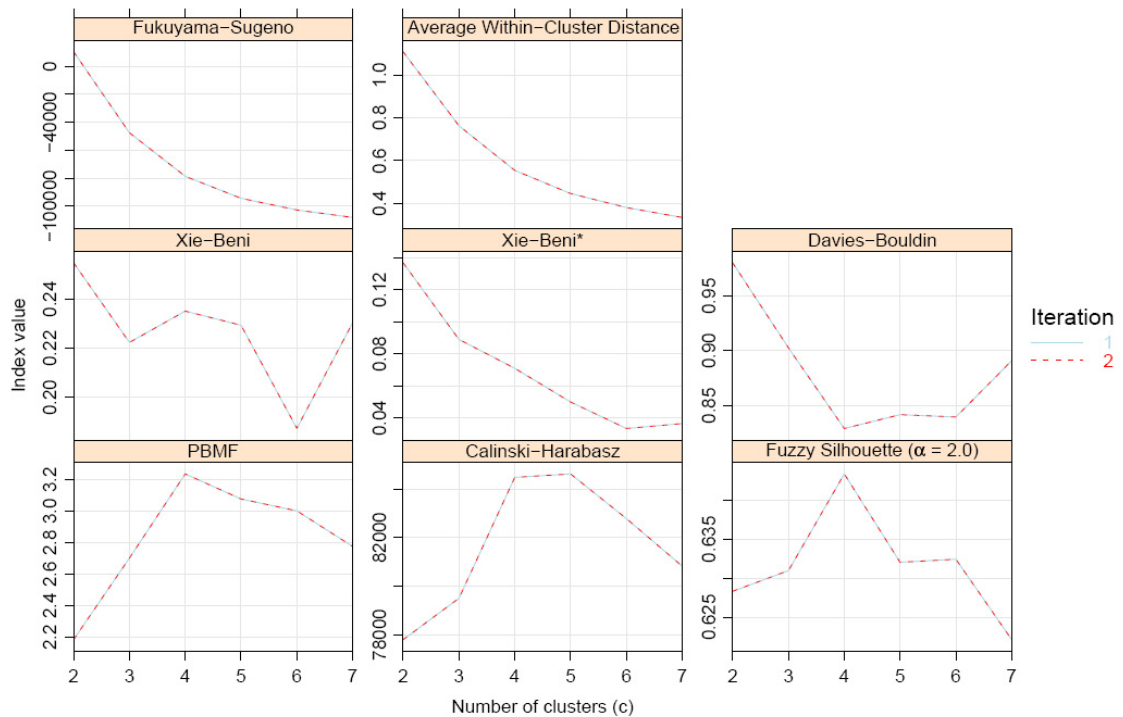 Fukuyama−Sugeno
Average Within−Cluster Distance
0
−40000
−100000
1.0
0.8
0.6
0.4
Xie−Beni
Xie−Beni*
Davies−Bouldin
0.24
0.22
0.20
0.12
0.08
0.04
0.95
0.90
0.85
Index value
Iteration
1
2
PBMF
Calinski−Harabasz
Fuzzy Silhouette (α = 2.0)
3.2
3.0
2.8
2.6
2.4
2.2
82000
78000
0.635
0.625
2 3 4 5 6 7
2 3 4 5 6 7
2 3 4 5 6 7
Number of clusters (c)